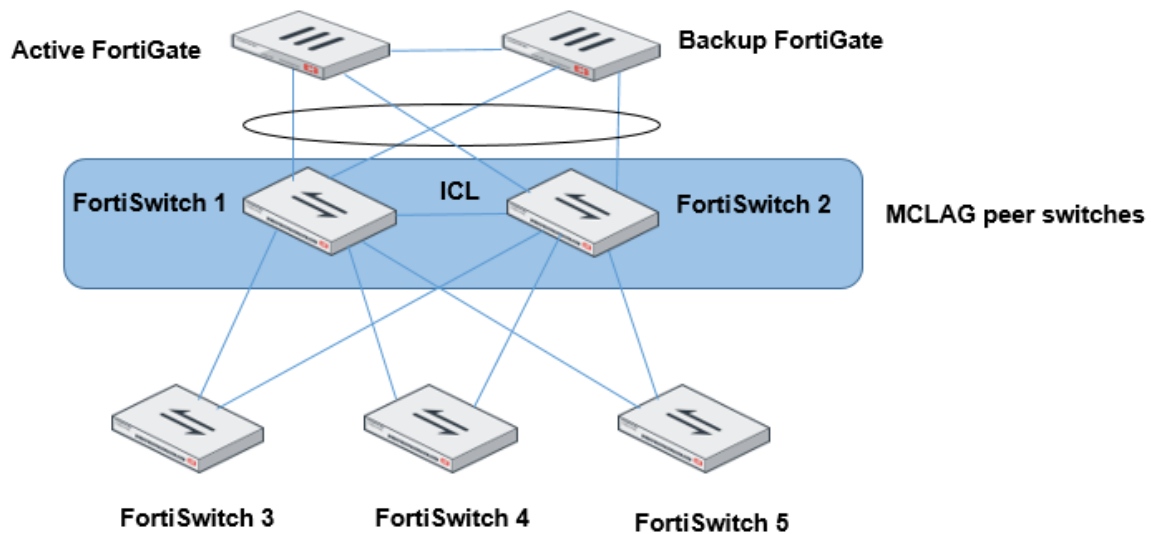 Active FortiGate
Backup FortiGate
FortiSwitch 1
ICL
FortiSwitch 2
MCLAG peer switches
FortiSwitch 3
FortiSwitch 4
FortiSwitch 5